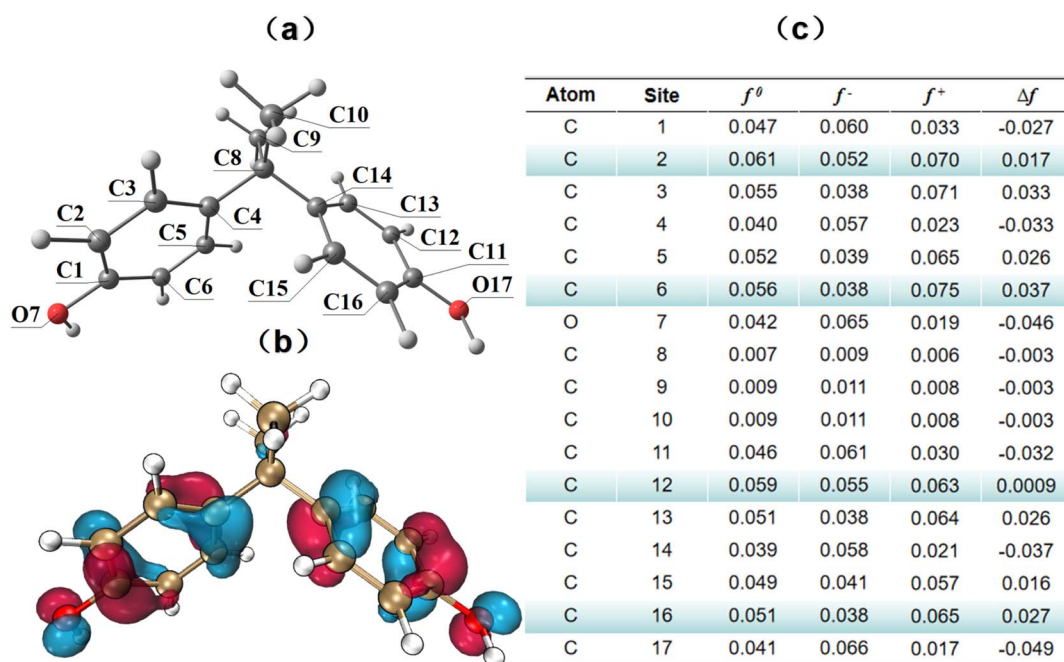 (a)
C10
C9
C8
C14
C3
C13
C2
C4
C12
C5
C11
C1
C6
C15
O17
O7
C16
(b)
(c)
Atom Site f⁰ f⁻ f⁺ Δf
C 1 0.047 0.060 0.033 -0.027
C 2 0.061 0.052 0.070 0.017
C 3 0.055 0.038 0.071 0.033
C 4 0.040 0.057 0.023 -0.033
C 5 0.052 0.039 0.065 0.026
C 6 0.056 0.038 0.075 0.037
O 7 0.042 0.065 0.019 -0.046
C 8 0.007 0.009 0.006 -0.003
C 9 0.009 0.011 0.008 -0.003
C 10 0.009 0.011 0.008 -0.003
C 11 0.046 0.061 0.030 -0.032
C 12 0.059 0.055 0.063 0.0009
C 13 0.051 0.038 0.064 0.026
C 14 0.039 0.058 0.021 -0.037
C 15 0.049 0.041 0.057 0.016
C 16 0.051 0.038 0.065 0.027
C 17 0.041 0.066 0.017 -0.049